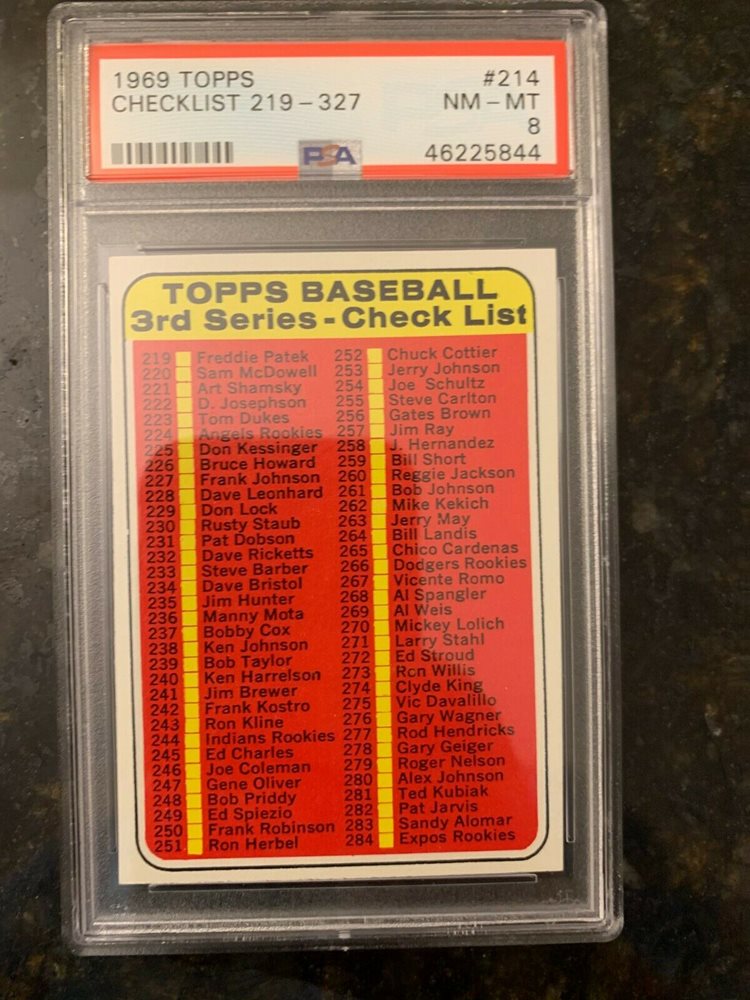 1969 TOPPS #214
CHECKLIST 219-327 NM-MT
8
PSA 46225844
TOPPS BASEBALL
3rd Series - Check List
219 Freddie Patek
220 Sam McDowell
221 Art Shamsky
222 D. Josephson
223 Tom Dukes
224 Angels Rookies
225 Don Kessinger
226 Bruce Howard
227 Frank Johnson
228 Dave Leonhard
229 Don Lock
230 Rusty Staub
231 Pat Dobson
232 Dave Ricketts
233 Steve Barber
234 Dave Bristol
235 Jim Hunter
236 Manny Mota
237 Bobby Cox
238 Ken Johnson
239 Bob Taylor
240 Ken Harrelson
241 Jim Brewer
242 Frank Kostro
243 Ron Kline
244 Indians Rookies
245 Ed Charles
246 Joe Coleman
247 Gene Oliver
248 Bob Priddy
249 Ed Spiezio
250 Frank Robinson
251 Ron Herbel
252 Chuck Cottier
253 Jerry Johnson
254 Joe Schultz
255 Steve Carlton
256 Gates Brown
257 Jim Ray
258 J. Hernandez
259 Bill Short
260 Reggie Jackson
261 Bob Johnson
262 Mike Kekich
263 Jerry May
264 Bill Landis
265 Chico Cardenas
266 Dodgers Rookies
267 Vicente Romo
268 Al Spangler
269 Al Weis
270 Mickey Lolich
271 Larry Stahl
272 Ed Stroud
273 Ron Willis
274 Clyde King
275 Vic Davalillo
276 Gary Wagner
277 Rod Hendricks
278 Gary Geiger
279 Roger Nelson
280 Alex Johnson
281 Ted Kubiak
282 Pat Jarvis
283 Sandy Alomar
284 Expos Rookies